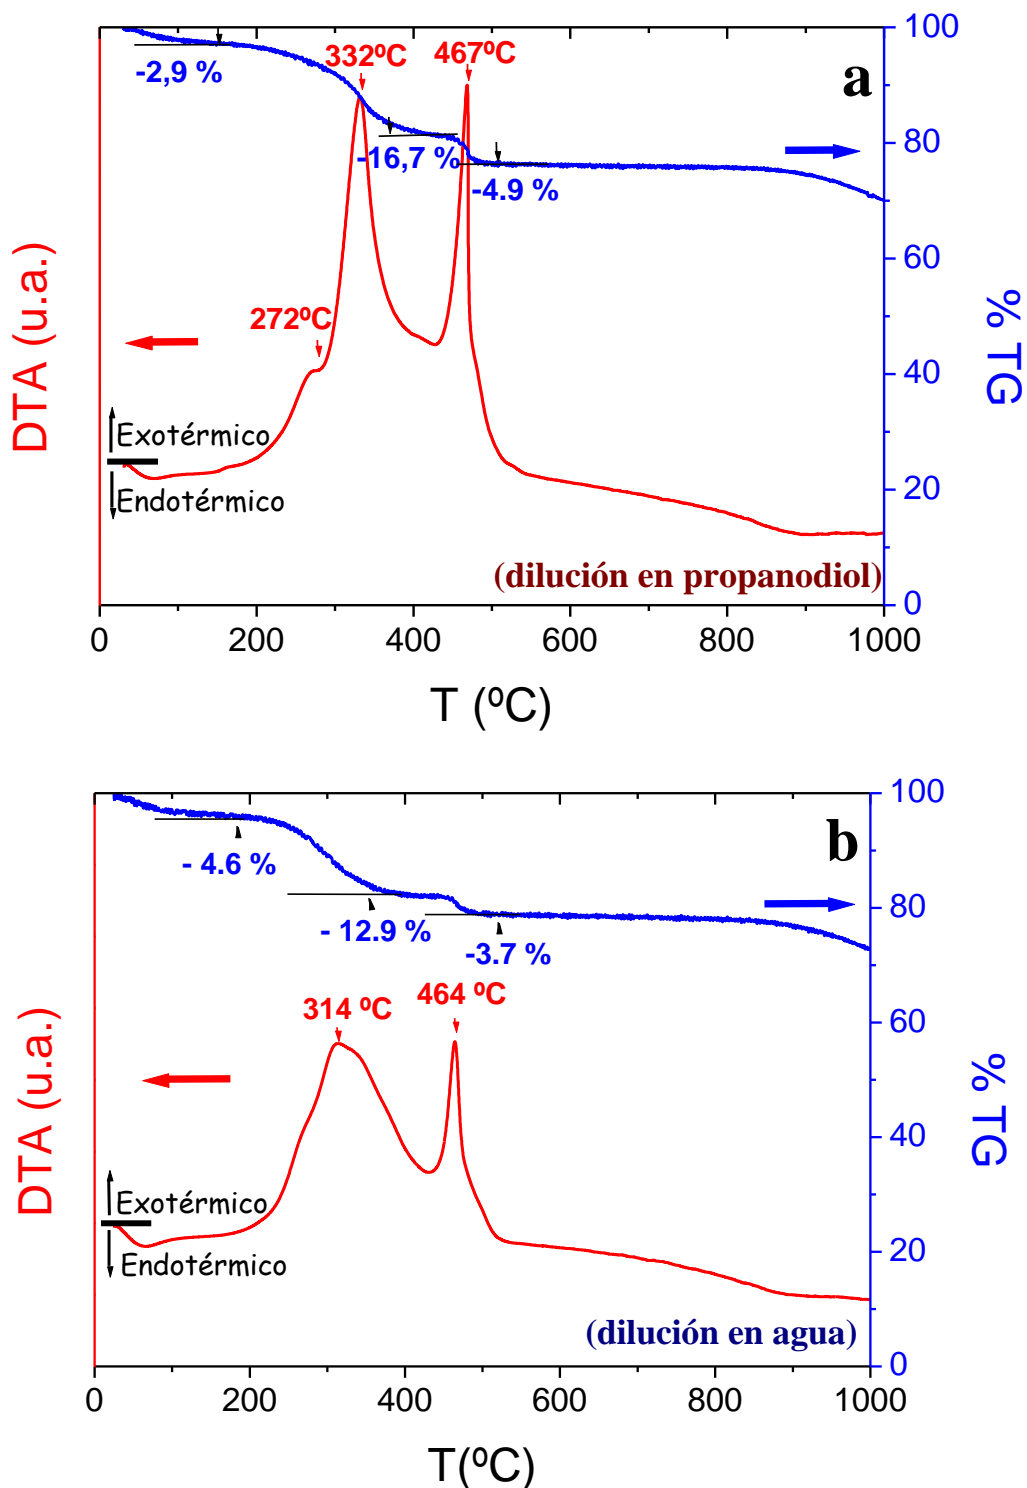 100
332ºC
467ºC
a
-2,9 %
80
-16,7 %
-4.9 %
60
272ºC
DTA (u.a.)
% TG
40
Exotérmico
Endotérmico
20
(dilución en propanodiol)
0
0 200 400 600 800 1000
T (ºC)
100
b
- 4.6 %
80
- 12.9 %
-3.7 %
314 ºC
464 ºC
60
DTA (u.a.)
% TG
40
Exotérmico
Endotérmico
20
(dilución en agua)
0
0 200 400 600 800 1000
T(ºC)